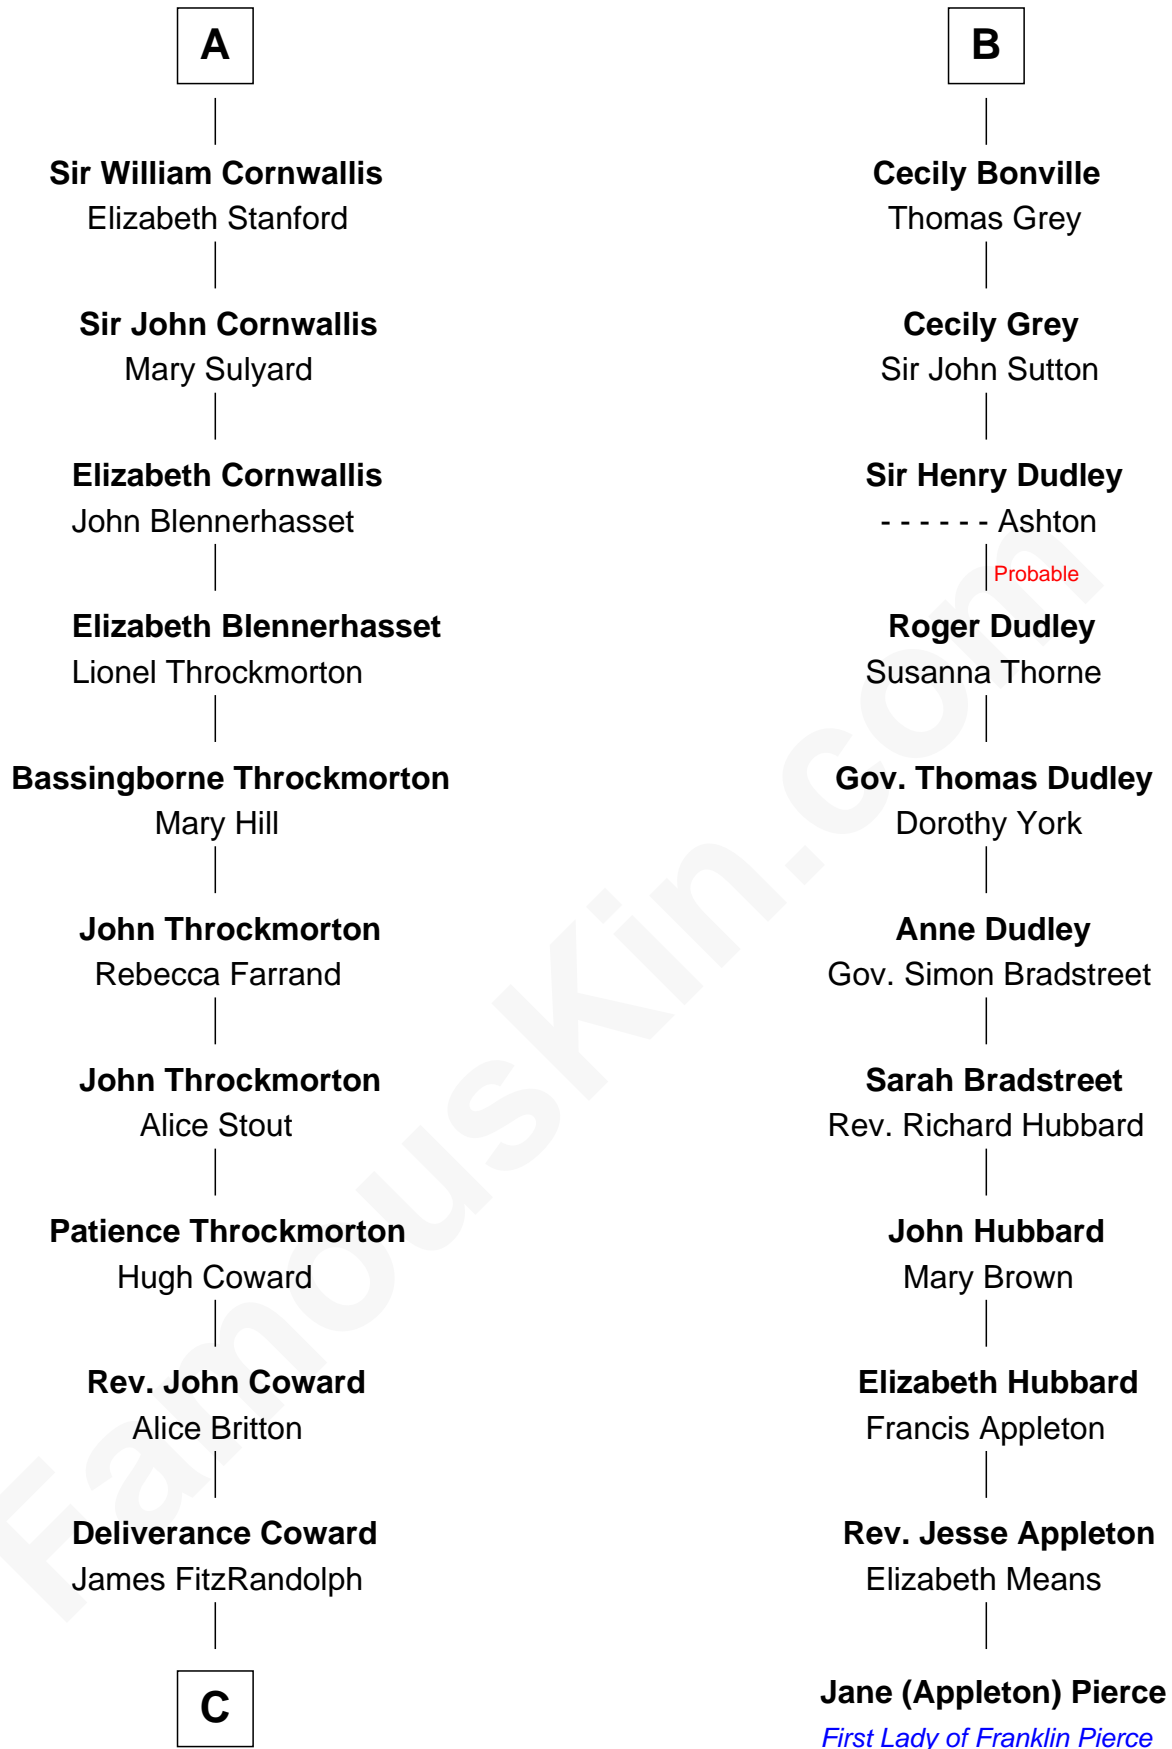 A
Sir William Cornwallis
Elizabeth Stanford
Sir John Cornwallis
Mary Sulyard
Elizabeth Cornwallis
John Blennerhasset
Elizabeth Blennerhasset
Lionel Throckmorton
Bassingborne Throckmorton
Mary Hill
John Throckmorton
Rebecca Farrand
John Throckmorton
Alice Stout
Patience Throckmorton
Hugh Coward
Rev. John Coward
Alice Britton
Deliverance Coward
James FitzRandolph
C
B
Cecily Bonville
Thomas Grey
Cecily Grey
Sir John Sutton
Sir Henry Dudley
- - - - - - Ashton
Probable
Roger Dudley
Susanna Thorne
Gov. Thomas Dudley
Dorothy York
Anne Dudley
Gov. Simon Bradstreet
Sarah Bradstreet
Rev. Richard Hubbard
John Hubbard
Mary Brown
Elizabeth Hubbard
Francis Appleton
Rev. Jesse Appleton
Elizabeth Means
Jane (Appleton) Pierce
First Lady of Franklin Pierce
FamousKin.com